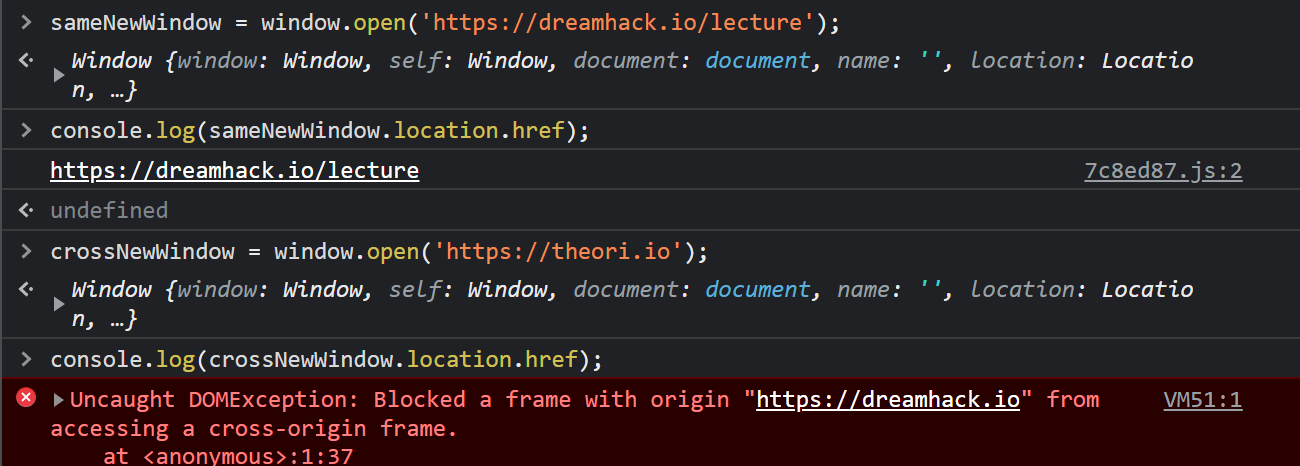 > sameNewWindow = window.open('https://dreamhack.io/lecture');
Window {window: Window, self: Window, document: document, name: '', location: Locatio
n, …}
> console.log(sameNewWindow.location.href);
https://dreamhack.io/lecture 7c8ed87.js:2
undefined
> crossNewWindow = window.open('https://theori.io');
Window {window: Window, self: Window, document: document, name: '', location: Locatio
n, …}
> console.log(crossNewWindow.location.href);
Uncaught DOMException: Blocked a frame with origin "https://dreamhack.io" from VM51:1
accessing a cross-origin frame.
at <anonymous>:1:37